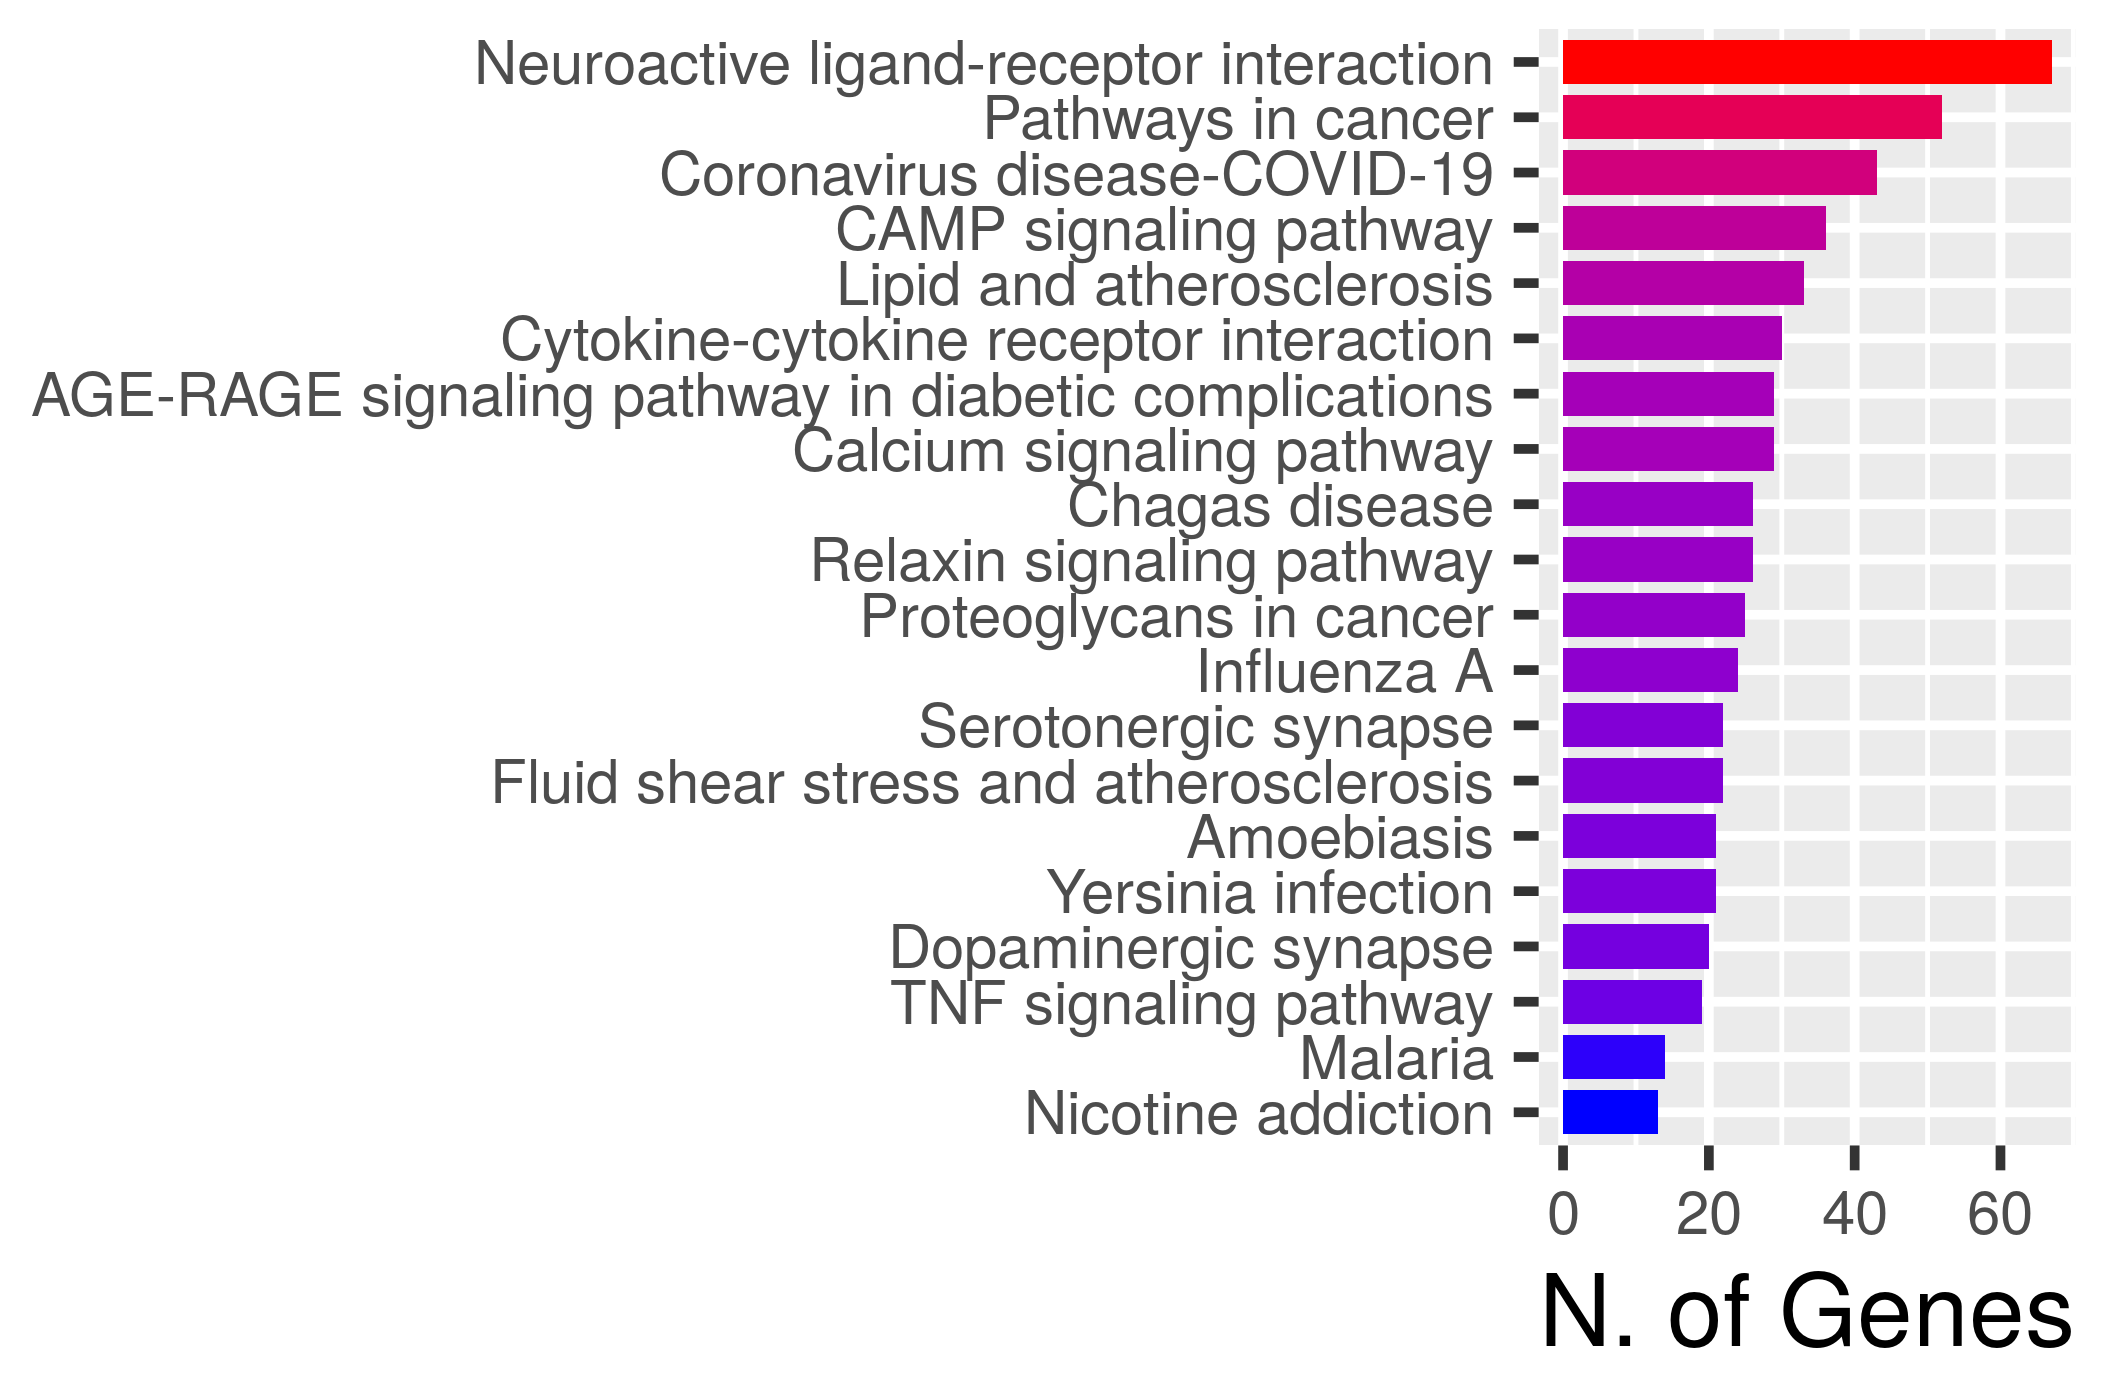 Neuroactive ligand-receptor interaction
Pathways in cancer
Coronavirus disease-COVID-19
CAMP signaling pathway
Lipid and atherosclerosis
Cytokine-cytokine receptor interaction
AGE-RAGE signaling pathway in diabetic complications
Calcium signaling pathway
Chagas disease
Relaxin signaling pathway
Proteoglycans in cancer
Influenza A
Serotonergic synapse
Fluid shear stress and atherosclerosis
Amoebiasis
Yersinia infection
Dopaminergic synapse
TNF signaling pathway
Malaria
Nicotine addiction
0 20 40 60
N. of Genes